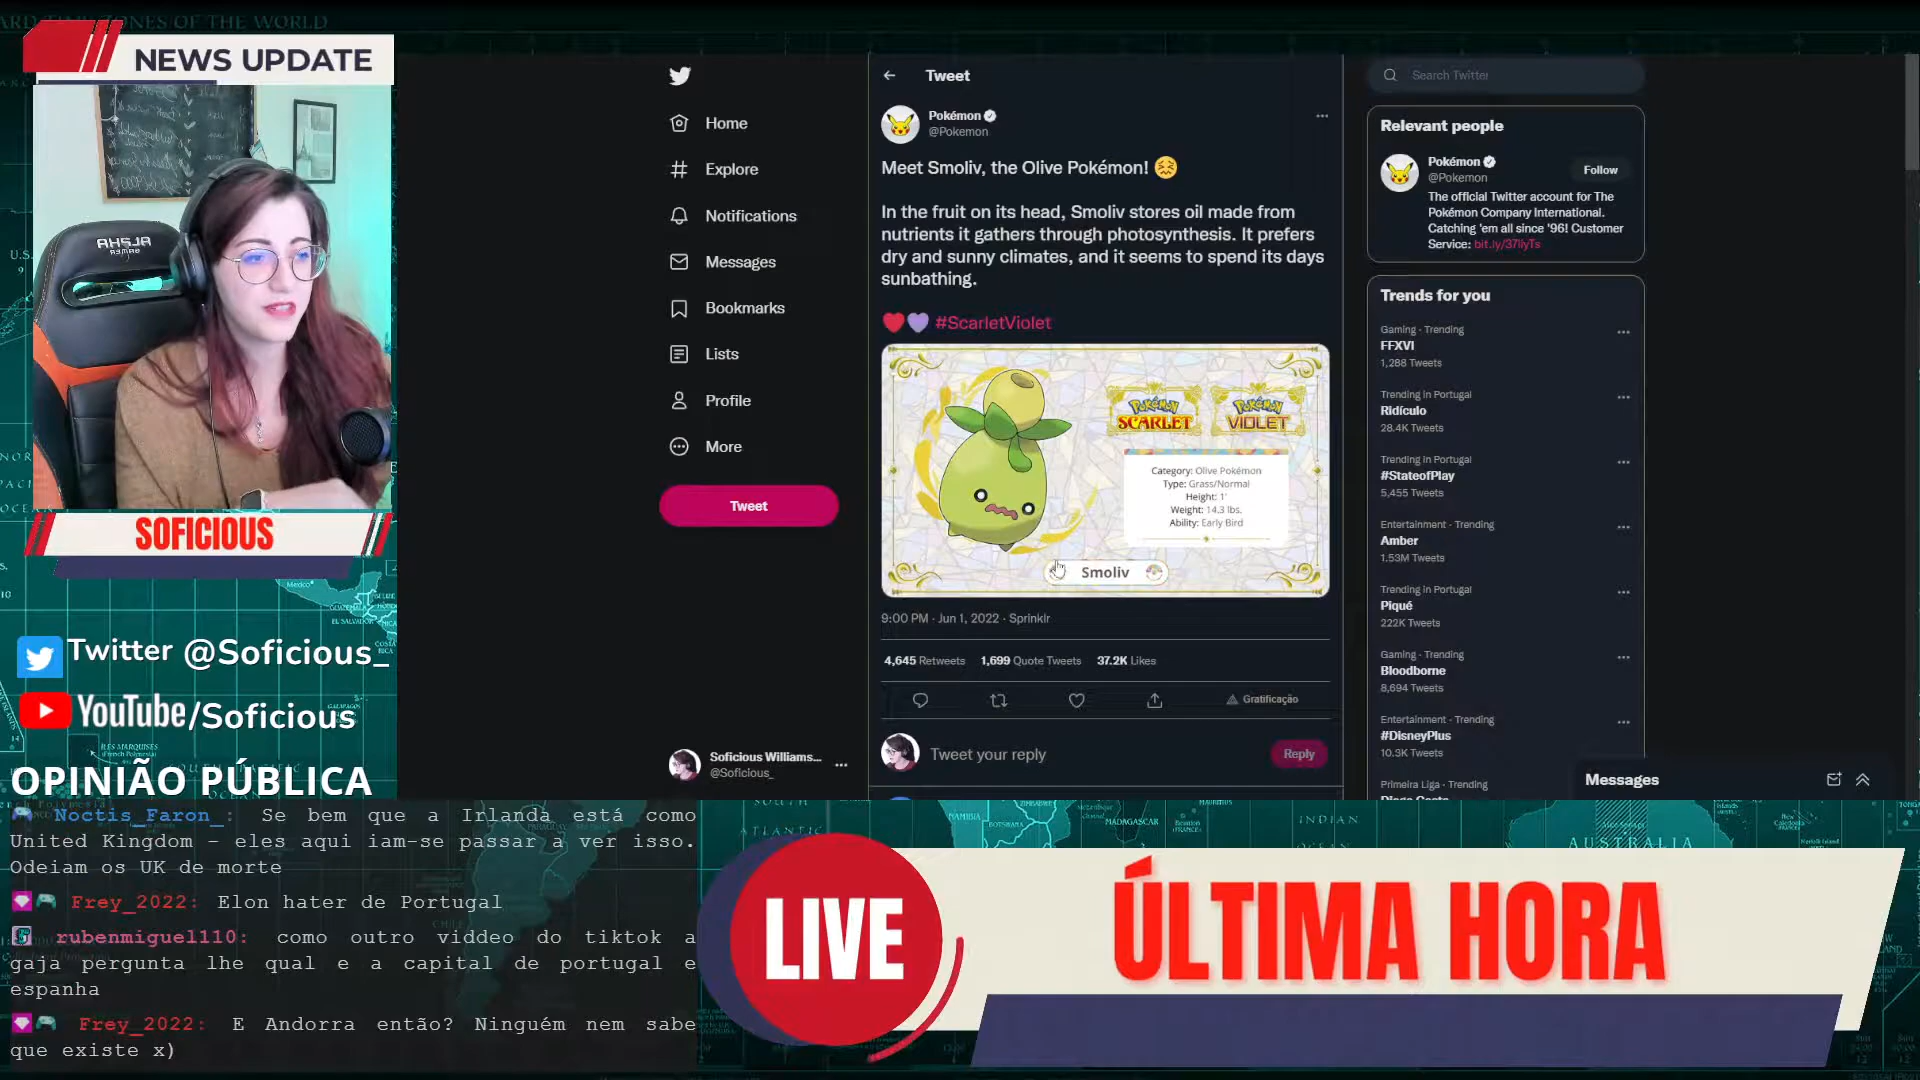 NEWS UPDATE
SOFICIOUS
Twitter @Soficious_
YouTube/Soficious
OPINIÃO PÚBLICA
Noctis_Faron_: Se bem que a Irlanda está como
United Kingdom - eles aqui iam-se passar a ver isso.
Odeiam os UK de morte
Frey_2022: Elon hater de Portugal
rubenmiguel110: como outro viddeo do tiktok a
gaja pergunta lhe qual e a capital de portugal e
espanha
Frey_2022: E Andorra então? Ninguém nem sabe
que existe x)
Home
Explore
Notifications
Messages
Bookmarks
Lists
Profile
More
Tweet
Soficious Williams...
@Soficious_
Tweet
Pokémon
@Pokemon
Meet Smoliv, the Olive Pokémon! 😖
In the fruit on its head, Smoliv stores oil made from
nutrients it gathers through photosynthesis. It prefers
dry and sunny climates, and it seems to spend its days
sunbathing.
❤️💜 #ScarletViolet
POKÉMON SCARLET
POKÉMON VIOLET
Category: Olive Pokémon
Type: Grass/Normal
Height: 1'
Weight: 14.3 lbs.
Ability: Early Bird
Smoliv
9:00 PM · Jun 1, 2022 · Sprinklr
4,645 Retweets 1,699 Quote Tweets 37.2K Likes
Gratificação
Tweet your reply
Reply
Search Twitter
Relevant people
Pokémon
@Pokemon
Follow
The official Twitter account for The
Pokémon Company International.
Catching 'em all since '96! Customer
Service: bit.ly/37liyTs
Trends for you
Gaming · Trending
FFXVI
1,288 Tweets
Trending in Portugal
Ridículo
28.4K Tweets
Trending in Portugal
#StateofPlay
5,455 Tweets
Entertainment · Trending
Amber
1.53M Tweets
Trending in Portugal
Piqué
222K Tweets
Gaming · Trending
Bloodborne
8,694 Tweets
Entertainment · Trending
#DisneyPlus
10.3K Tweets
Primeira Liga · Trending
Diego Costa
Messages
LIVE
ÚLTIMA HORA
INDIAN
AUSTRALIA